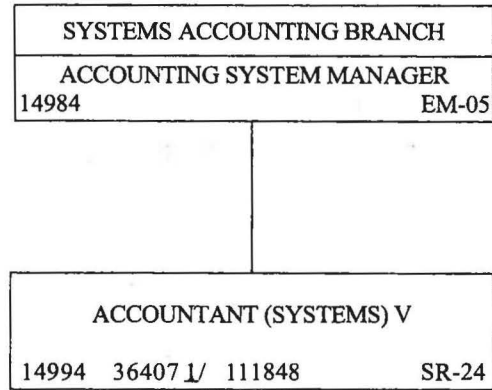 SYSTEMS ACCOUNTING BRANCH
ACCOUNTING SYSTEM MANAGER
14984 EM-05
ACCOUNTANT (SYSTEMS) V
14994 36407 1/ 111848 SR-24